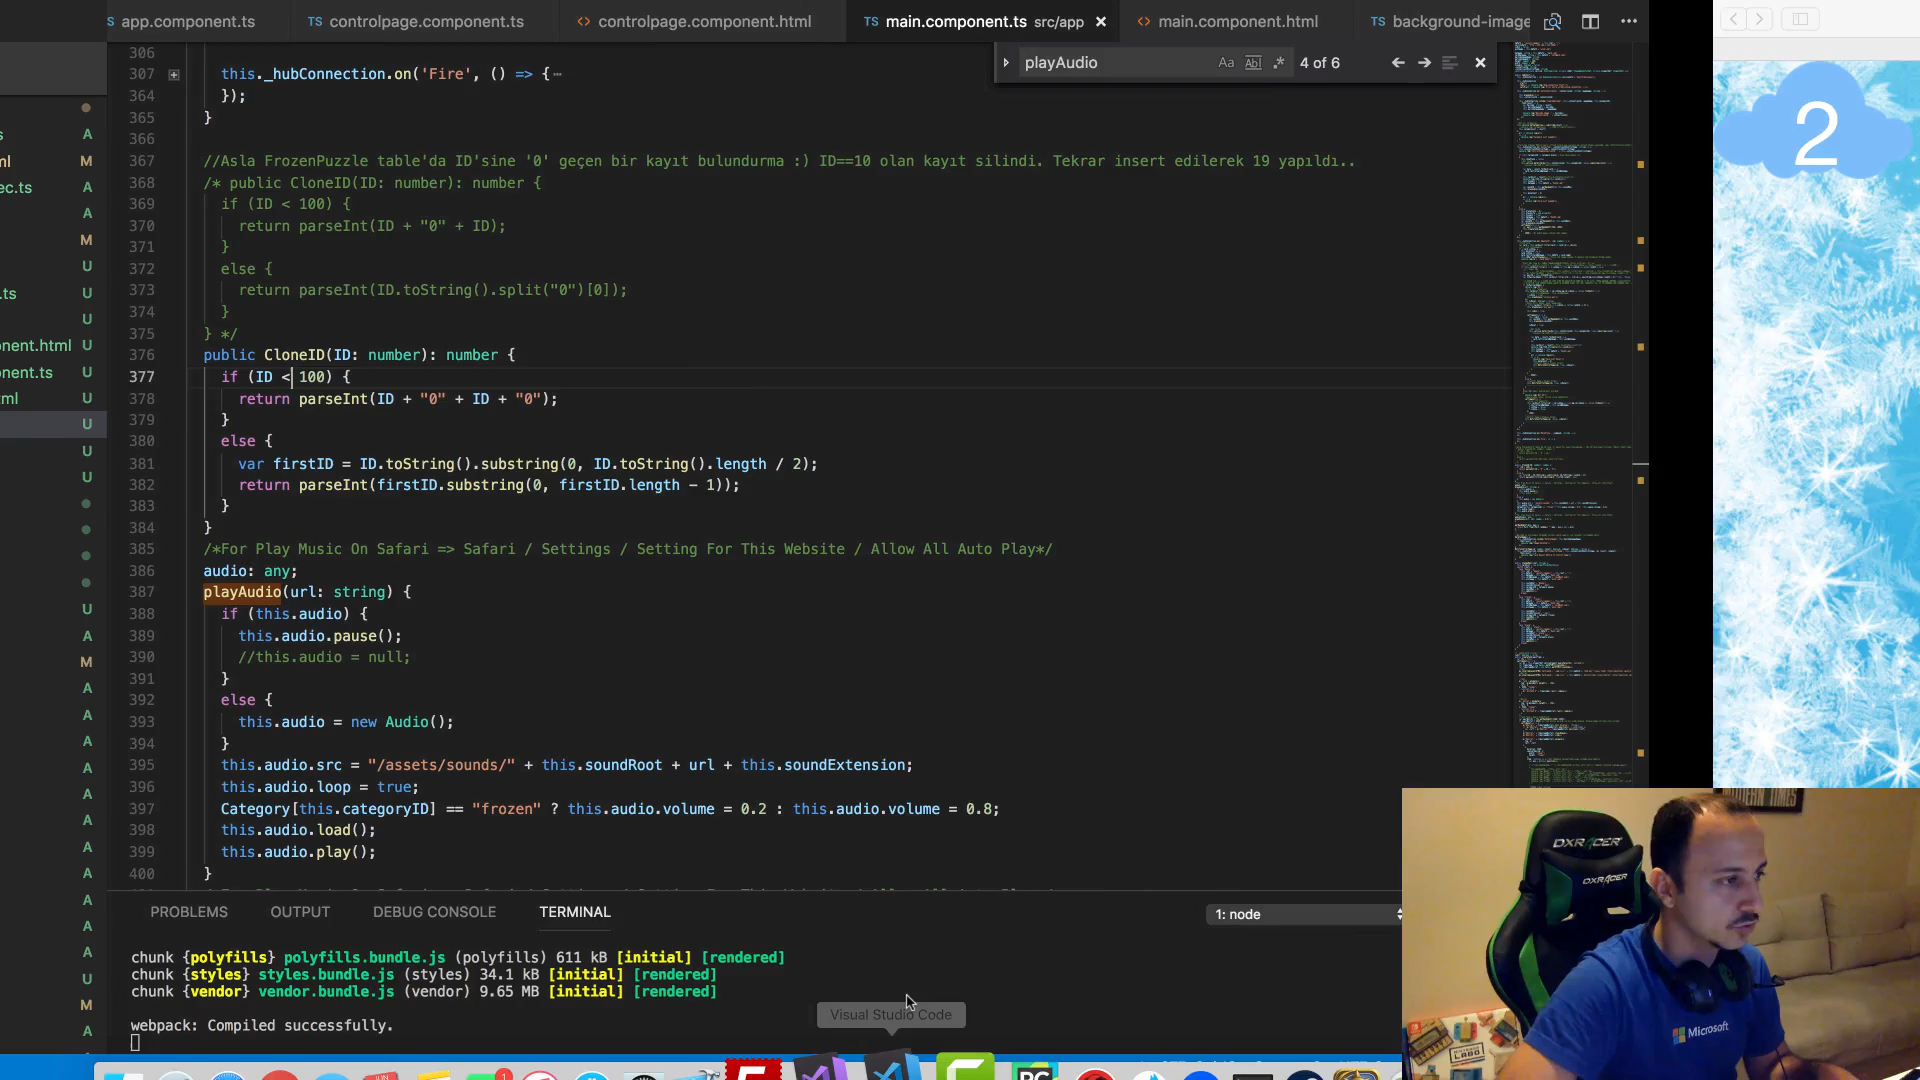 app.component.ts
controlpage.component.ts
controlpage.component.html
main.component.ts src/app
main.component.html
background-image
playAudio
Aa
4 of 6
306
307 this._hubConnection.on('Fire', () => {
364 });
365 }
366
367 //Asla FrozenPuzzle table'da ID'sine '0' geçen bir kayıt bulundurma :) ID==10 olan kayıt silindi. Tekrar insert edilerek 19 yapıldı..
368 /* public CloneID(ID: number): number {
369 if (ID < 100) {
370 return parseInt(ID + "0" + ID);
371 }
372 else {
373 return parseInt(ID.toString().split("0")[0]);
374 }
375 } */
376 public CloneID(ID: number): number {
377 if (ID < 100) {
378 return parseInt(ID + "0" + ID + "0");
379 }
380 else {
381 var firstID = ID.toString().substring(0, ID.toString().length / 2);
382 return parseInt(firstID.substring(0, firstID.length - 1));
383 }
384 }
385 /*For Play Music On Safari => Safari / Settings / Setting For This Website / Allow All Auto Play*/
386 audio: any;
387 playAudio(url: string) {
388 if (this.audio) {
389 this.audio.pause();
390 //this.audio = null;
391 }
392 else {
393 this.audio = new Audio();
394 }
395 this.audio.src = "/assets/sounds/" + this.soundRoot + url + this.soundExtension;
396 this.audio.loop = true;
397 Category[this.categoryID] == "frozen" ? this.audio.volume = 0.2 : this.audio.volume = 0.8;
398 this.audio.load();
399 this.audio.play();
400 }
PROBLEMS OUTPUT DEBUG CONSOLE TERMINAL
1: node
chunk {polyfills} polyfills.bundle.js (polyfills) 611 kB [initial] [rendered]
chunk {styles} styles.bundle.js (styles) 34.1 kB [initial] [rendered]
chunk {vendor} vendor.bundle.js (vendor) 9.65 MB [initial] [rendered]
webpack: Compiled successfully.
Visual Studio Code
2
DXRACER
DXRACER
Microsoft